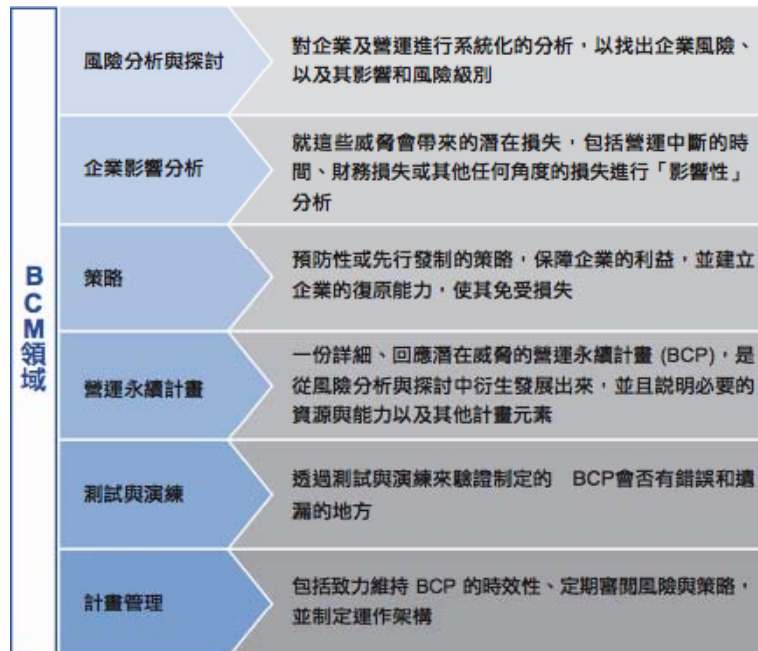 BCM領域
風險分析與探討
對企業及營運進行系統化的分析，以找出企業風險、
以及其影響和風險級別
企業影響分析
就這些威脅會帶來的潛在損失，包括營運中斷的時
間、財務損失或其他任何角度的損失進行「影響性」
分析
策略
預防性或先行發制的策略，保障企業的利益，並建立
企業的復原能力，使其免受損失
營運永續計畫
一份詳細、回應潛在威脅的營運永續計畫 (BCP)，是
從風險分析與探討中衍生發展出來，並且説明必要的
資源與能力以及其他計畫元素
測試與演練
透過測試與演練來驗證制定的 BCP會否有錯誤和遺
漏的地方
計畫管理
包括致力維持 BCP 的時效性、定期審閱風險與策略，
並制定運作架構